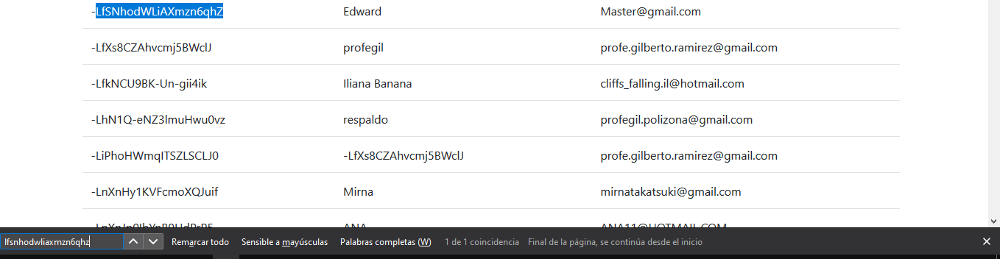 -LfSNhodWLiAXmzn6qhZ Edward Master@gmail.com
-LfXs8CZAhvcmj5BWclJ profegil profe.gilberto.ramirez@gmail.com
-LfkNCU9BK-Un-gii4ik Iliana Banana cliffs_falling.il@hotmail.com
-LhN1Q-eNZ3lmuHwu0vz respaldo profegil.polizona@gmail.com
-LiPhoHWmqITSZLSCLJ0 -LfXs8CZAhvcmj5BWclJ profe.gilberto.ramirez@gmail.com
-LnXnHy1KVFcmoXQJuif Mirna mirnatakatsuki@gmail.com
ANA ANA11@HOTMAIL.COM
lfsnhodwliaxmzn6qhz Remarcar todo Sensible a mayúsculas Palabras completas (W) 1 de 1 coincidencia Final de la página, se continúa desde el inicio